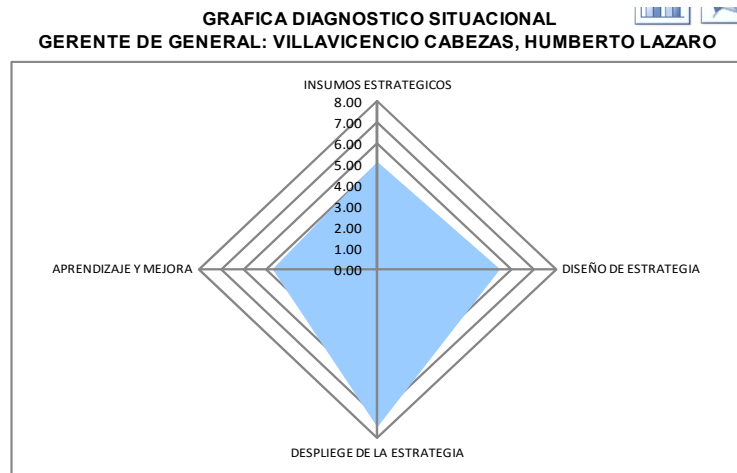 GRAFICA DIAGNOSTICO SITUACIONAL
GERENTE DE GENERAL: VILLAVICENCIO CABEZAS, HUMBERTO LAZARO
INSUMOS ESTRATEGICOS
8.00
7.00
6.00
5.00
4.00
3.00
2.00
1.00
0.00
APRENDIZAJE Y MEJORA
DISEÑO DE ESTRATEGIA
DESPLIEGE DE LA ESTRATEGIA